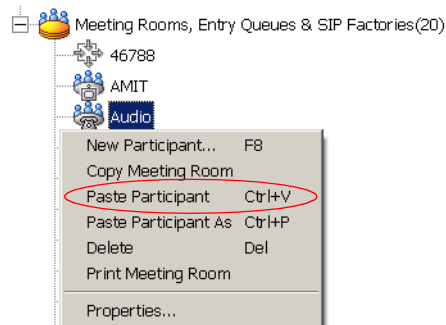 Meeting Rooms, Entry Queues & SIP Factories(20)
46788
AMIT
Audio
New Participant... F8
Copy Meeting Room
Paste Participant Ctrl+V
Paste Participant As Ctrl+P
Delete Del
Print Meeting Room
Properties...